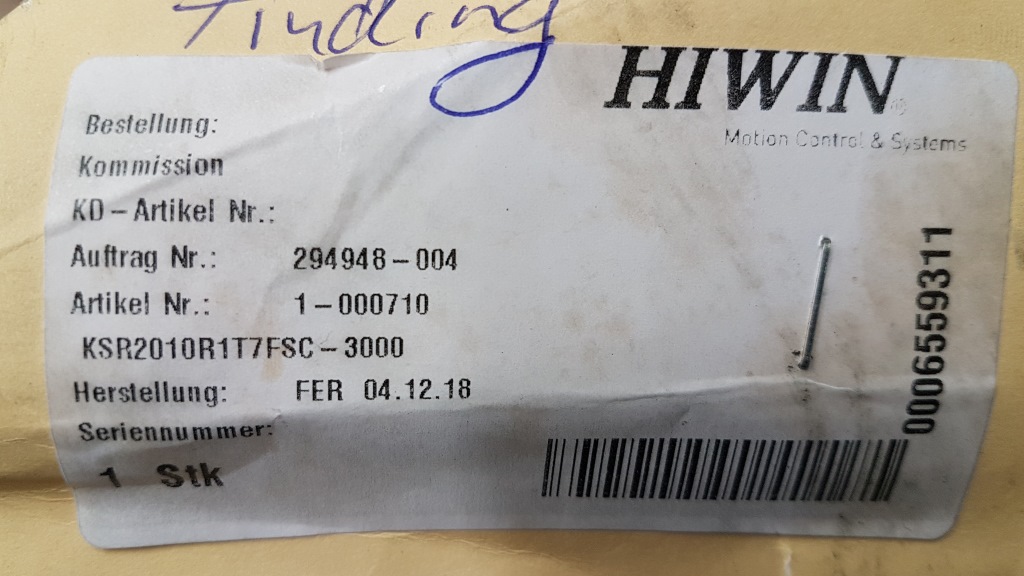 HIWIN
Motion Control & Systems
Bestellung:
Kommission
KD-Artikel Nr.:
Auftrag Nr.: 294948-004
Artikel Nr.: 1-000710
KSR2010R1T7FSC-3000
Herstellung: FER 04.12.18
Seriennummer:
1 Stk
0006559311